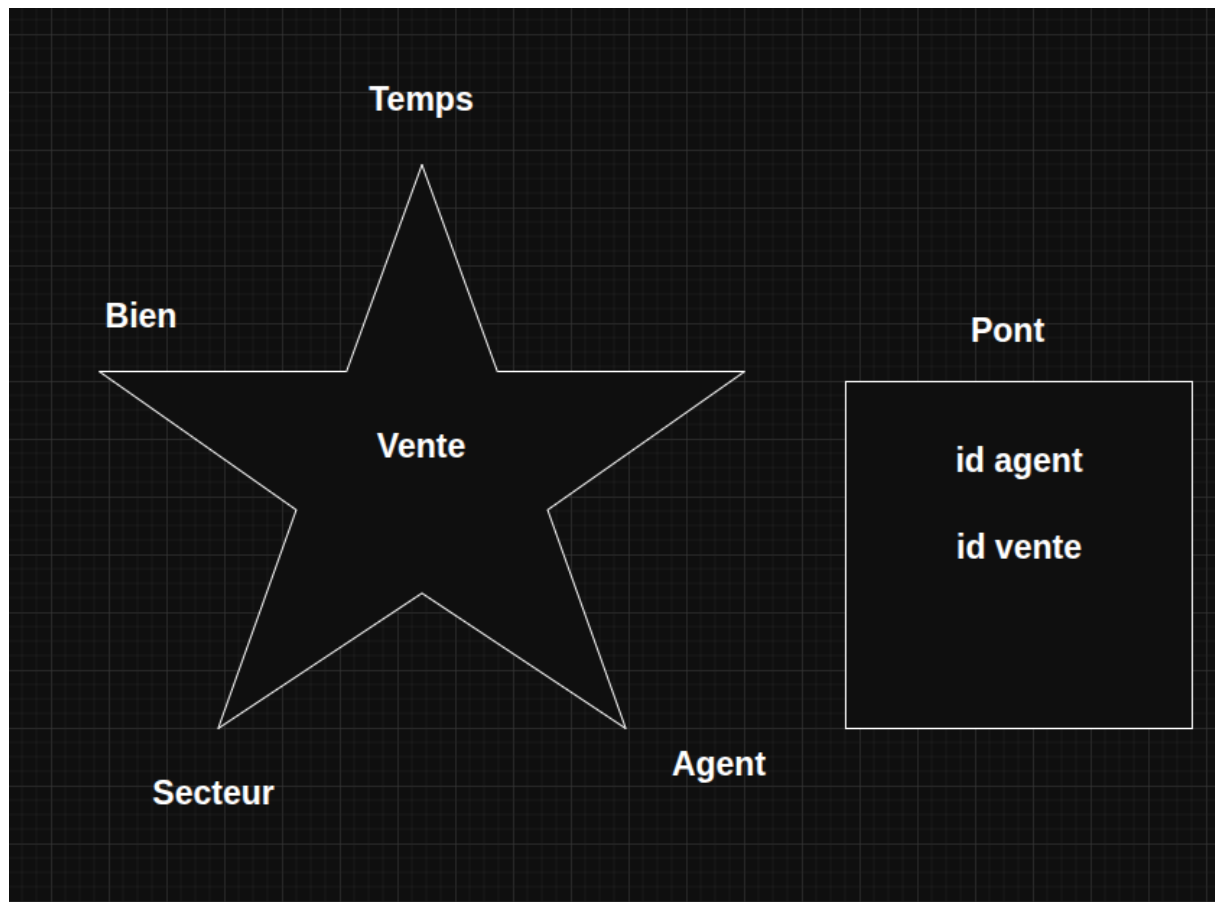 Temps
Bien
Vente
Secteur
Agent
Pont
id agent
id vente